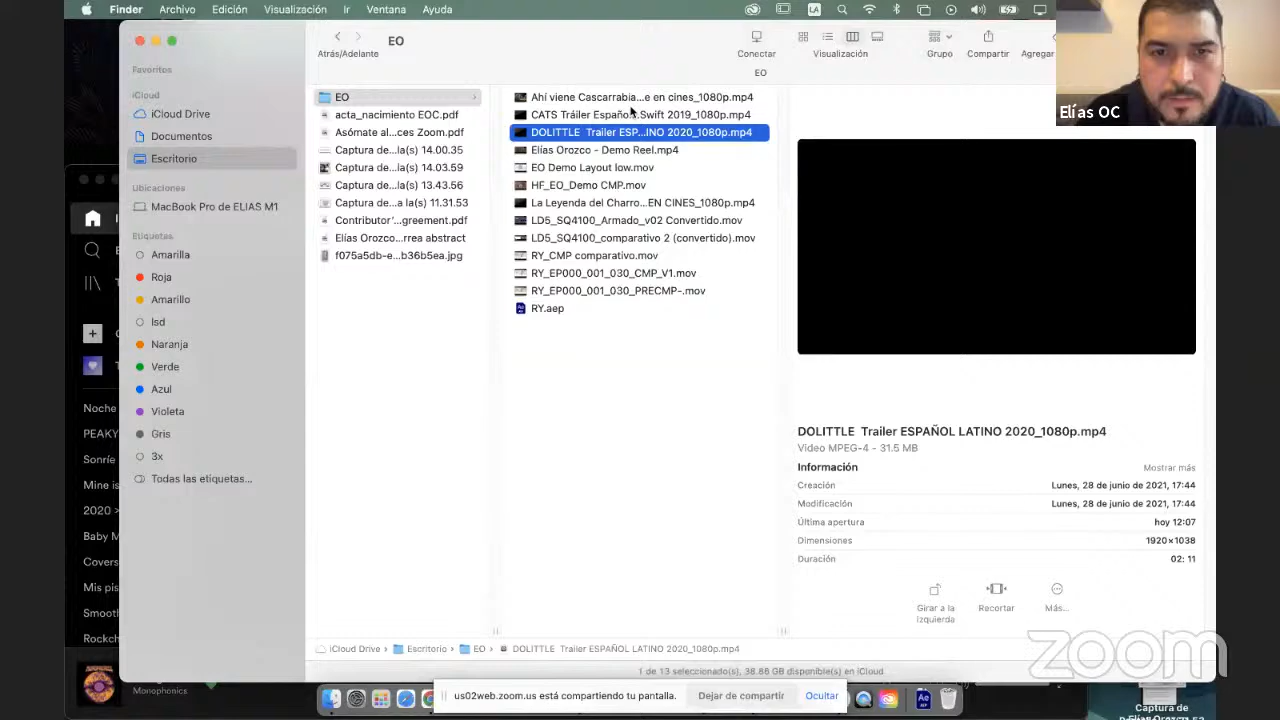 Finder Archivo Edición Visualización Ir Ventana Ayuda
LA
Atrás/Adelante
EO
Conectar
Visualización
Grupo
Compartir
Agregar
EO
Elías OC
Favoritos
iCloud
iCloud Drive
Documentos
Escritorio
Ubicaciones
MacBook Pro de ELIAS M1
Etiquetas
Amarilla
Roja
Amarillo
lsd
Naranja
Verde
Azul
Violeta
Gris
3x
Todas las etiquetas...
EO
acta_nacimiento EOC.pdf
Asómate al...ces Zoom.pdf
Captura de...la(s) 14.00.35
Captura de...la(s) 14.03.59
Captura de...la(s) 13.43.56
Captura de...a la(s) 11.31.53
Contributor'...greement.pdf
Elías Orozco...rrea abstract
f075a5db-e...b36b5ea.jpg
Ahí viene Cascarrabia...e en cines_1080p.mp4
CATS Tráiler Españo...Swift 2019_1080p.mp4
DOLITTLE Trailer ESP...INO 2020_1080p.mp4
Elías Orozco - Demo Reel.mp4
EO Demo Layout low.mov
HF_EO_Demo CMP.mov
La Leyenda del Charro...EN CINES_1080p.mp4
LD5_SQ4100_Armado_v02 Convertido.mov
LD5_SQ4100_comparativo 2 (convertido).mov
RY_CMP comparativo.mov
RY_EP000_001_030_CMP_V1.mov
RY_EP000_001_030_PRECMP-.mov
RY.aep
DOLITTLE Trailer ESPAÑOL LATINO 2020_1080p.mp4
Video MPEG-4 - 31.5 MB
Información Mostrar más
Creación Lunes, 28 de junio de 2021, 17:44
Modificación Lunes, 28 de junio de 2021, 17:44
Última apertura hoy 12:07
Dimensiones 1920×1038
Duración 02: 11
Girar a la izquierda
Recortar
Más...
Noche
PEAKY
Sonríe
Mine is
2020 >
Baby M
Covers
Mis pis
Smooth
Rockch
Monophonics
iCloud Drive › Escritorio › EO › DOLITTLE Trailer ESPAÑOL LATINO 2020_1080p.mp4
1 de 13 seleccionado(s), 38.86 GB disponible(s) en iCloud
us02web.zoom.us está compartiendo tu pantalla. Dejar de compartir Ocultar
zoom
Ae
AEP
Captura de